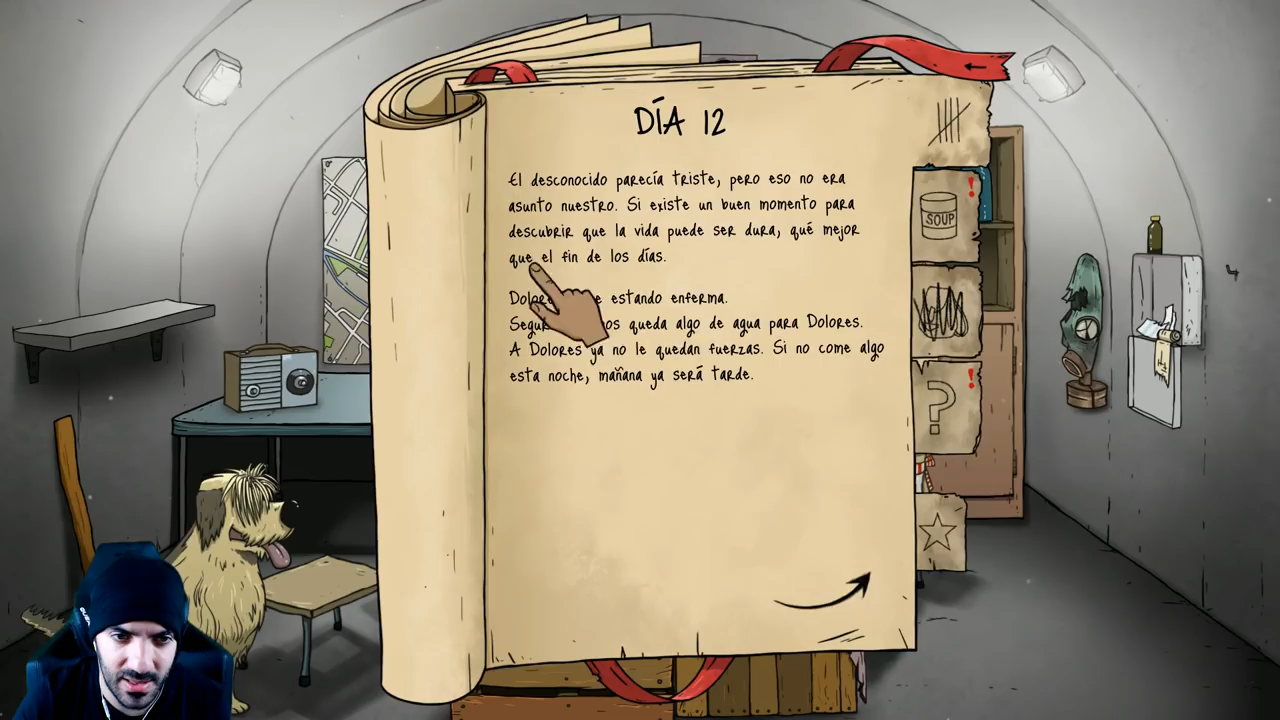 DÍA 12
El desconocido parecía triste, pero eso no era
asunto nuestro. Si existe un buen momento para
descubrir que la vida puede ser dura, qué mejor
que el fin de los días.
estando enferma.
queda algo de agua para Dolores.
A Dolores ya no le quedan fuerzas. Si no come algo
esta noche, mañana ya será tarde.
SOUP